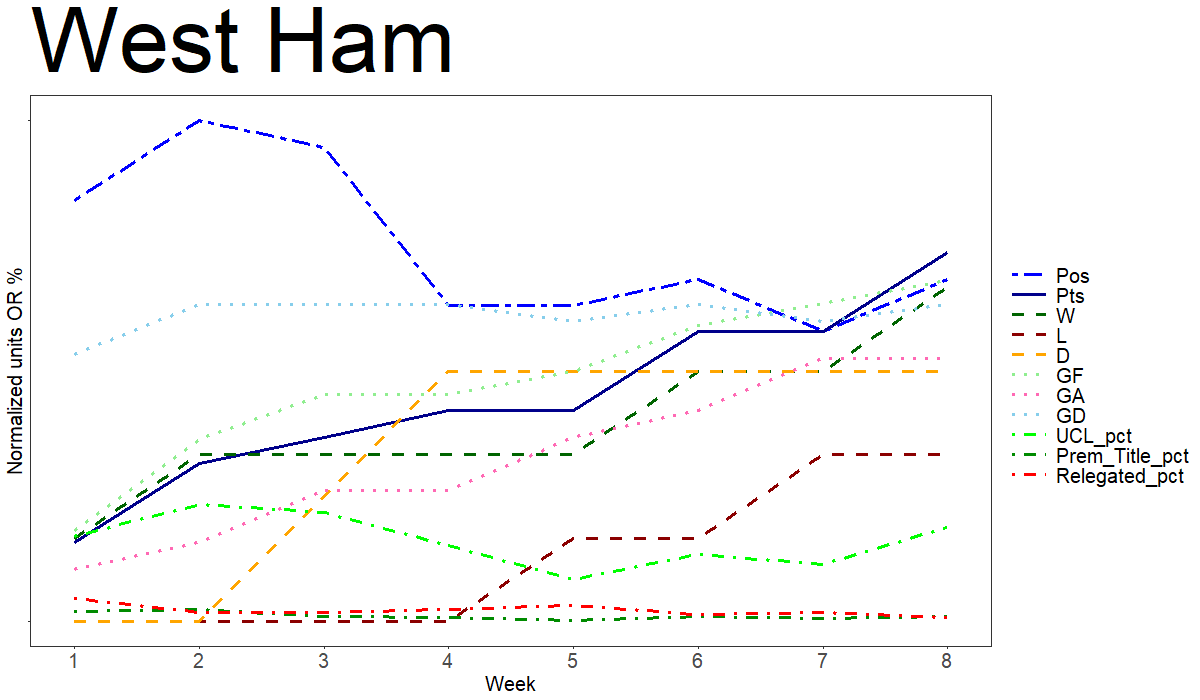 West Ham
Normalized units OR %
Pos
Pts
W
L
D
GF
GA
GD
UCL_pct
Prem_Title_pct
Relegated_pct
1 2 3 4 5 6 7 8
Week